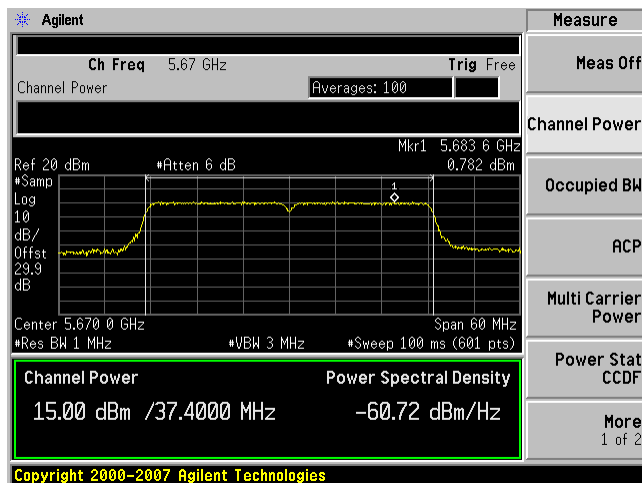 Agilent
Measure
Ch Freq 5.67 GHz Trig Free
Channel Power Averages: 100
Mkr1 5.683 6 GHz
Ref 20 dBm #Atten 6 dB 0.782 dBm
#Samp
Log
10
dB/
Offst
29.9
dB
1
Center 5.670 0 GHz Span 60 MHz
#Res BW 1 MHz #VBW 3 MHz #Sweep 100 ms (601 pts)
Channel Power Power Spectral Density
15.00 dBm /37.4000 MHz -60.72 dBm/Hz
Copyright 2000-2007 Agilent Technologies
Meas Off
Channel Power
Occupied BW
ACP
Multi Carrier
Power
Power Stat
CCDF
More
1 of 2